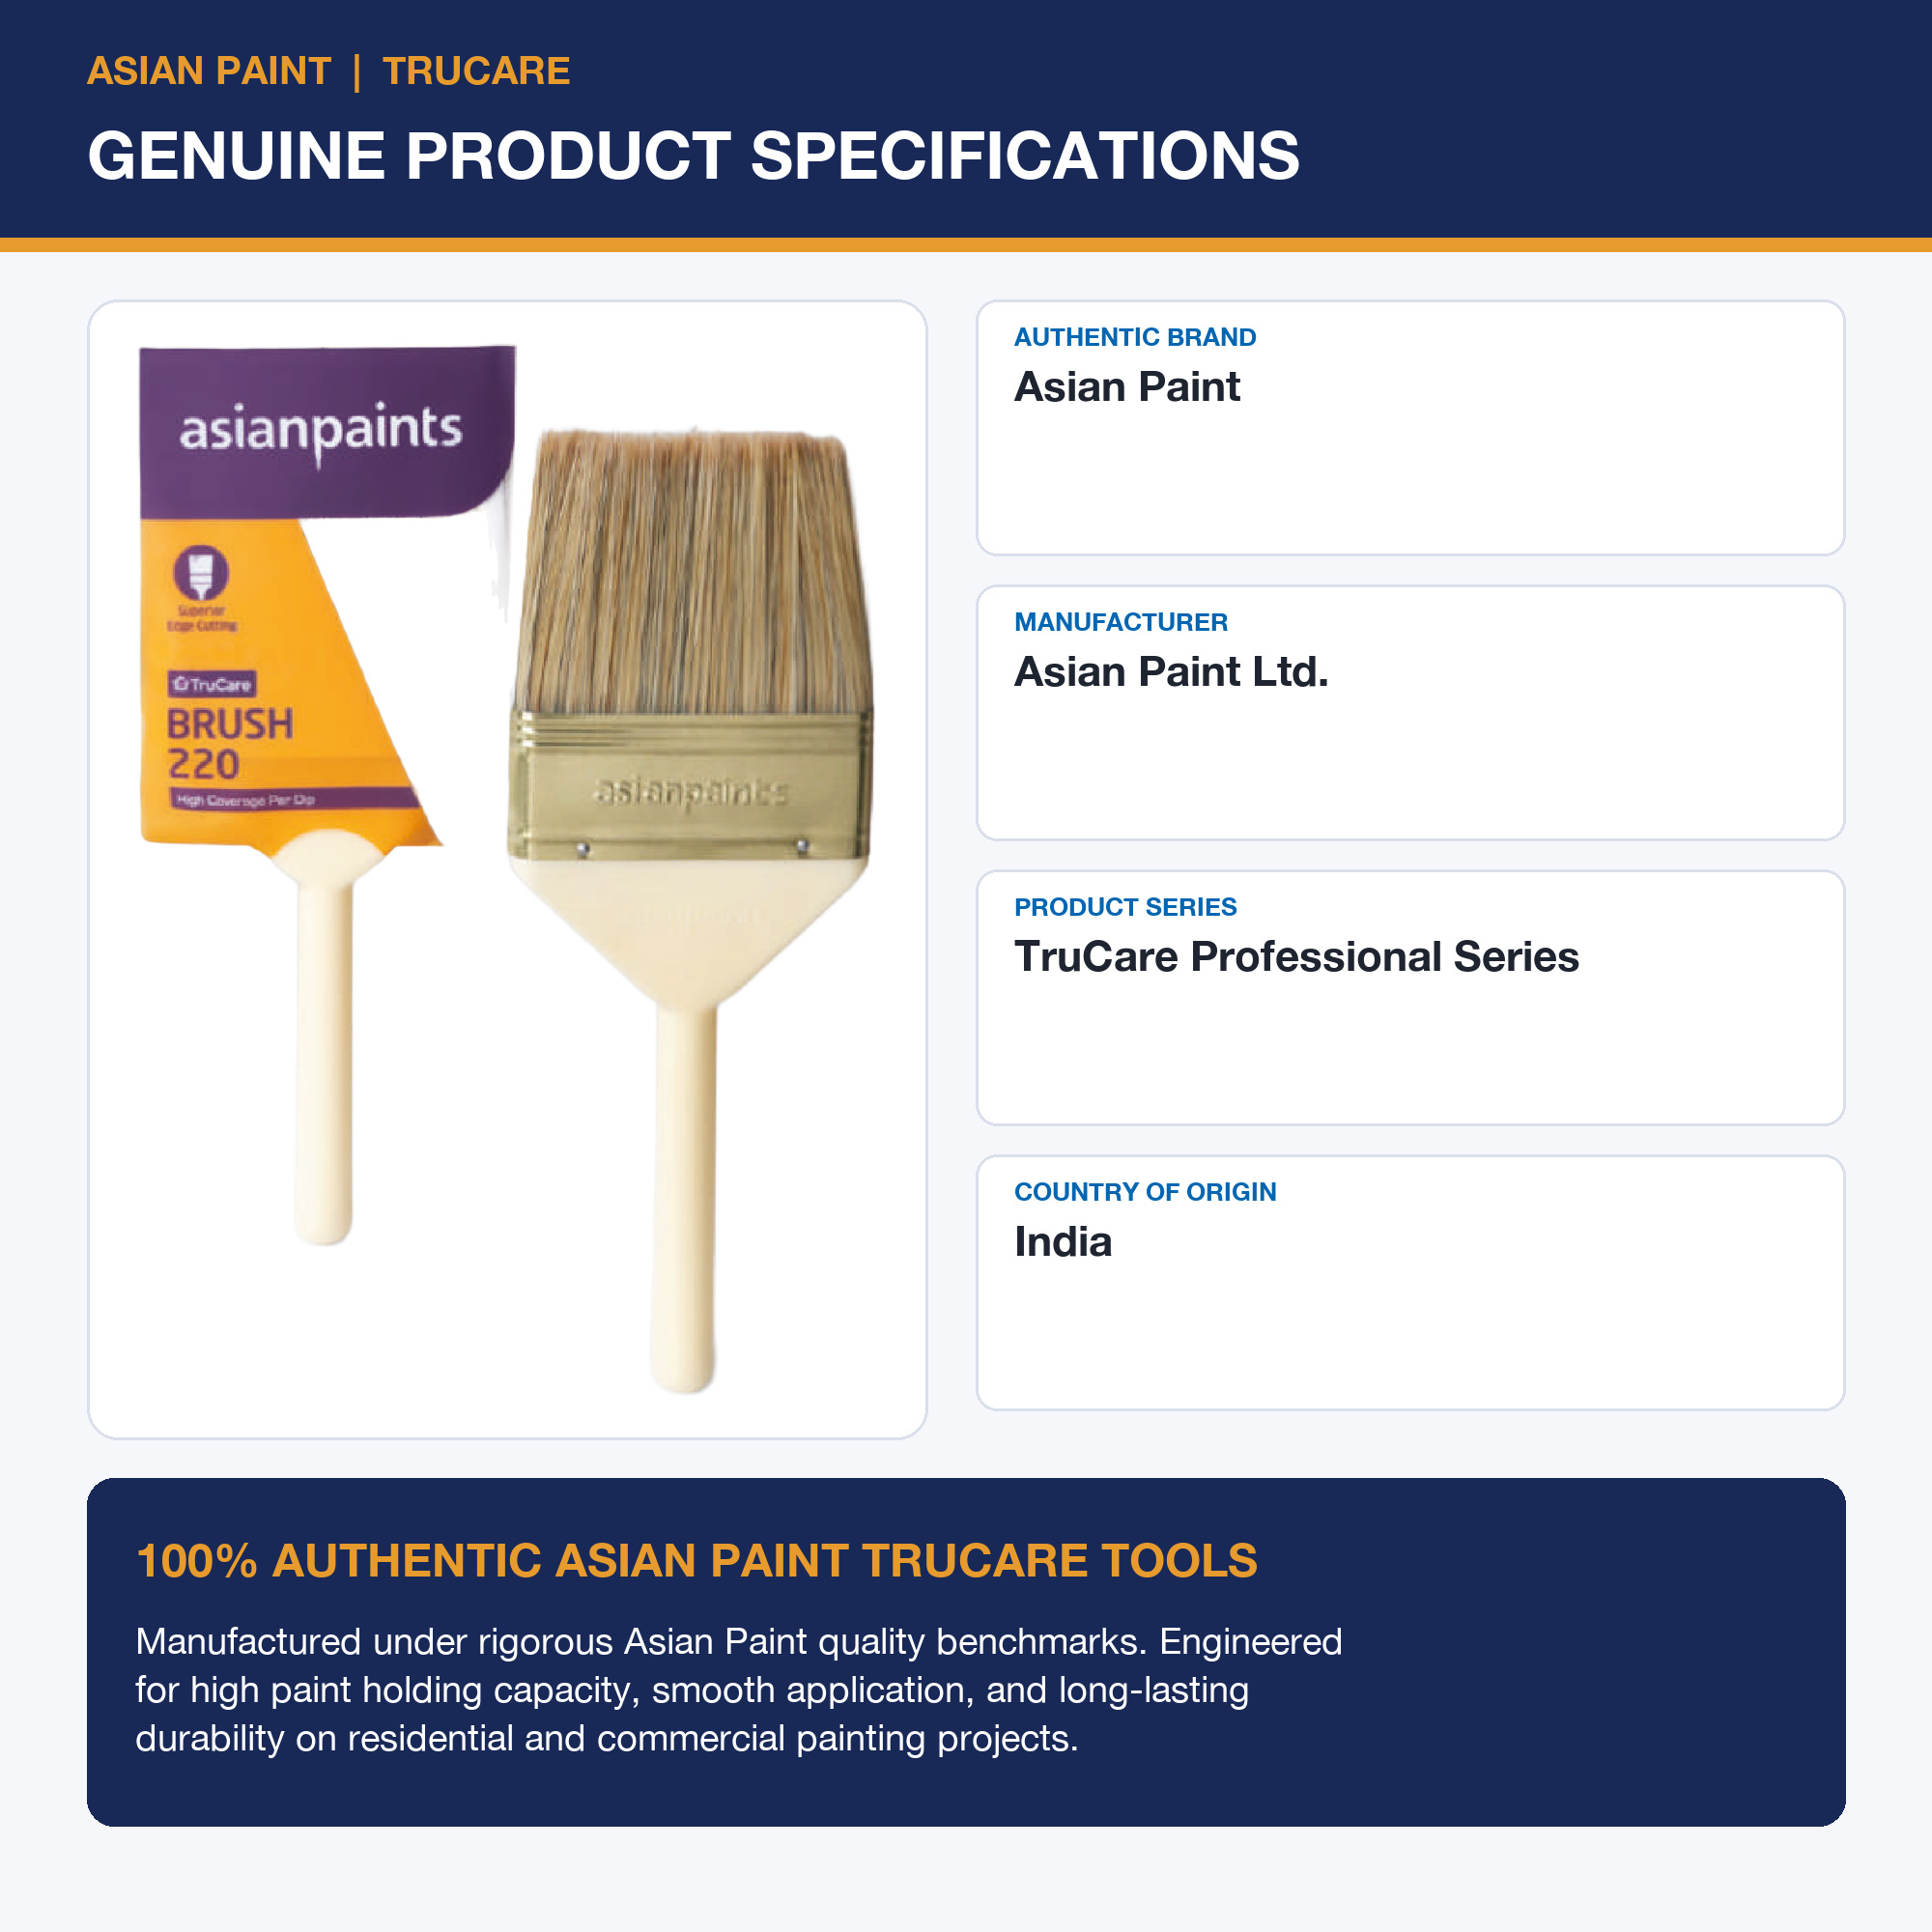 ASIAN PAINT | TRUCARE
GENUINE PRODUCT SPECIFICATIONS
asianpaints
Superior
Edge Cutting
TruCare
BRUSH
220
High Coverage Per Dip
asianpaints
AUTHENTIC BRAND
Asian Paint
MANUFACTURER
Asian Paint Ltd.
PRODUCT SERIES
TruCare Professional Series
COUNTRY OF ORIGIN
India
100% AUTHENTIC ASIAN PAINT TRUCARE TOOLS
Manufactured under rigorous Asian Paint quality benchmarks. Engineered
for high paint holding capacity, smooth application, and long-lasting
durability on residential and commercial painting projects.